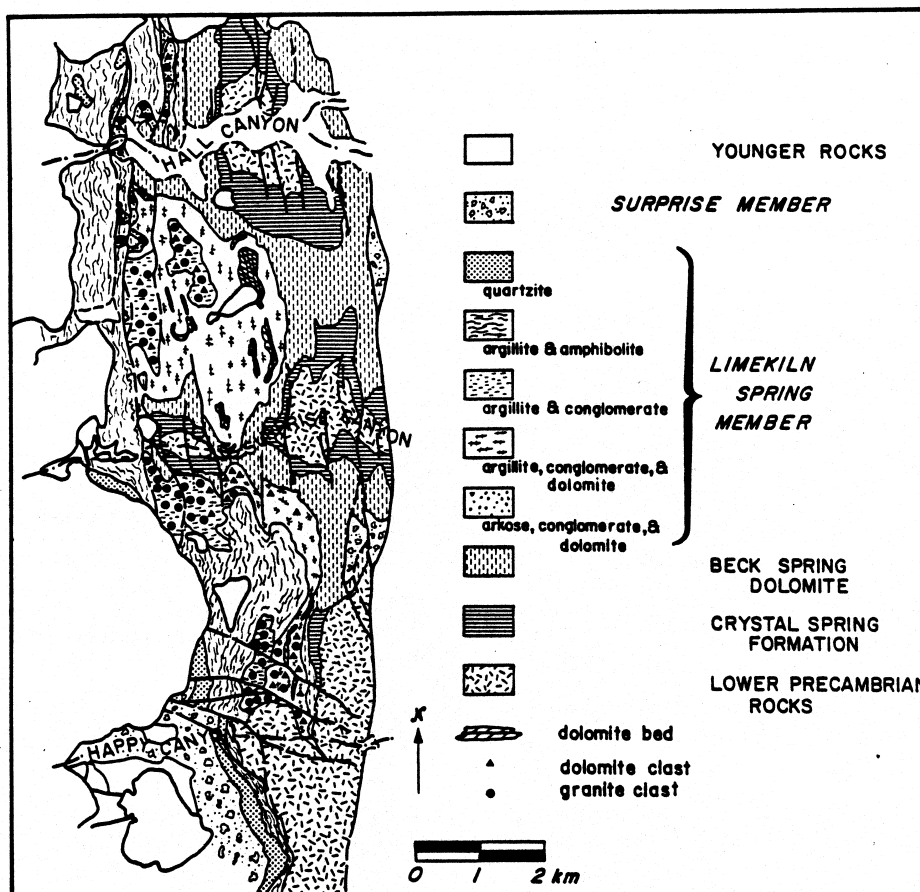 HALL CANYON
HAPPY CANYON
YOUNGER ROCKS
SURPRISE MEMBER
quartzite
argillite & amphibolite
argillite & conglomerate
argillite, conglomerate, &
dolomite
arkose, conglomerate, &
dolomite
LIMEKILN
SPRING
MEMBER
BECK SPRING
DOLOMITE
CRYSTAL SPRING
FORMATION
LOWER PRECAMBRIAN
ROCKS
dolomite bed
dolomite clast
granite clast
0 1 2 km